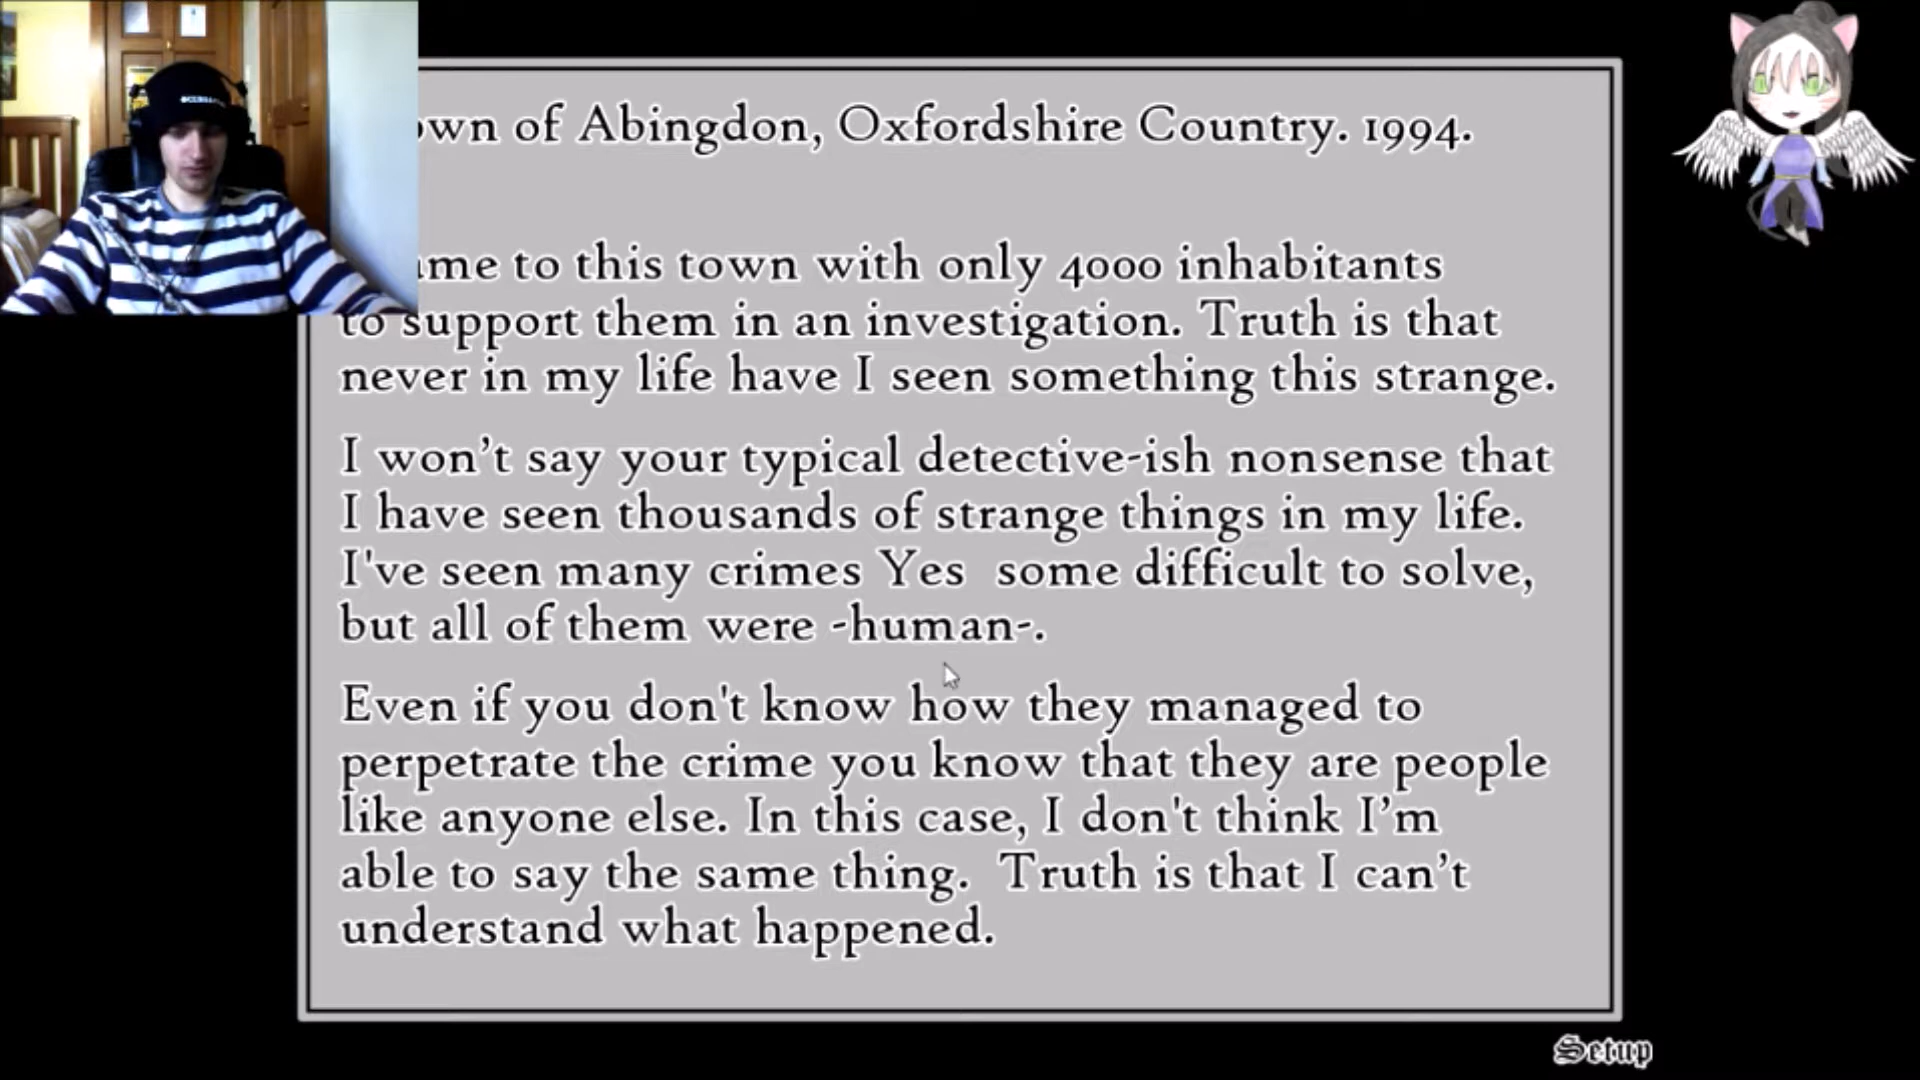 of Abingdon, Oxfordshire Country. 1994.
to this town with only 4000 inhabitants
to support them in an investigation. Truth is that
never in my life have I seen something this strange.
I won’t say your typical detective-ish nonsense that
I have seen thousands of strange things in my life.
I've seen many crimes Yes  some difficult to solve,
but all of them were -human-.
Even if you don't know how they managed to
perpetrate the crime you know that they are people
like anyone else. In this case, I don't think I’m
able to say the same thing.  Truth is that I can’t
understand what happened.
Setup